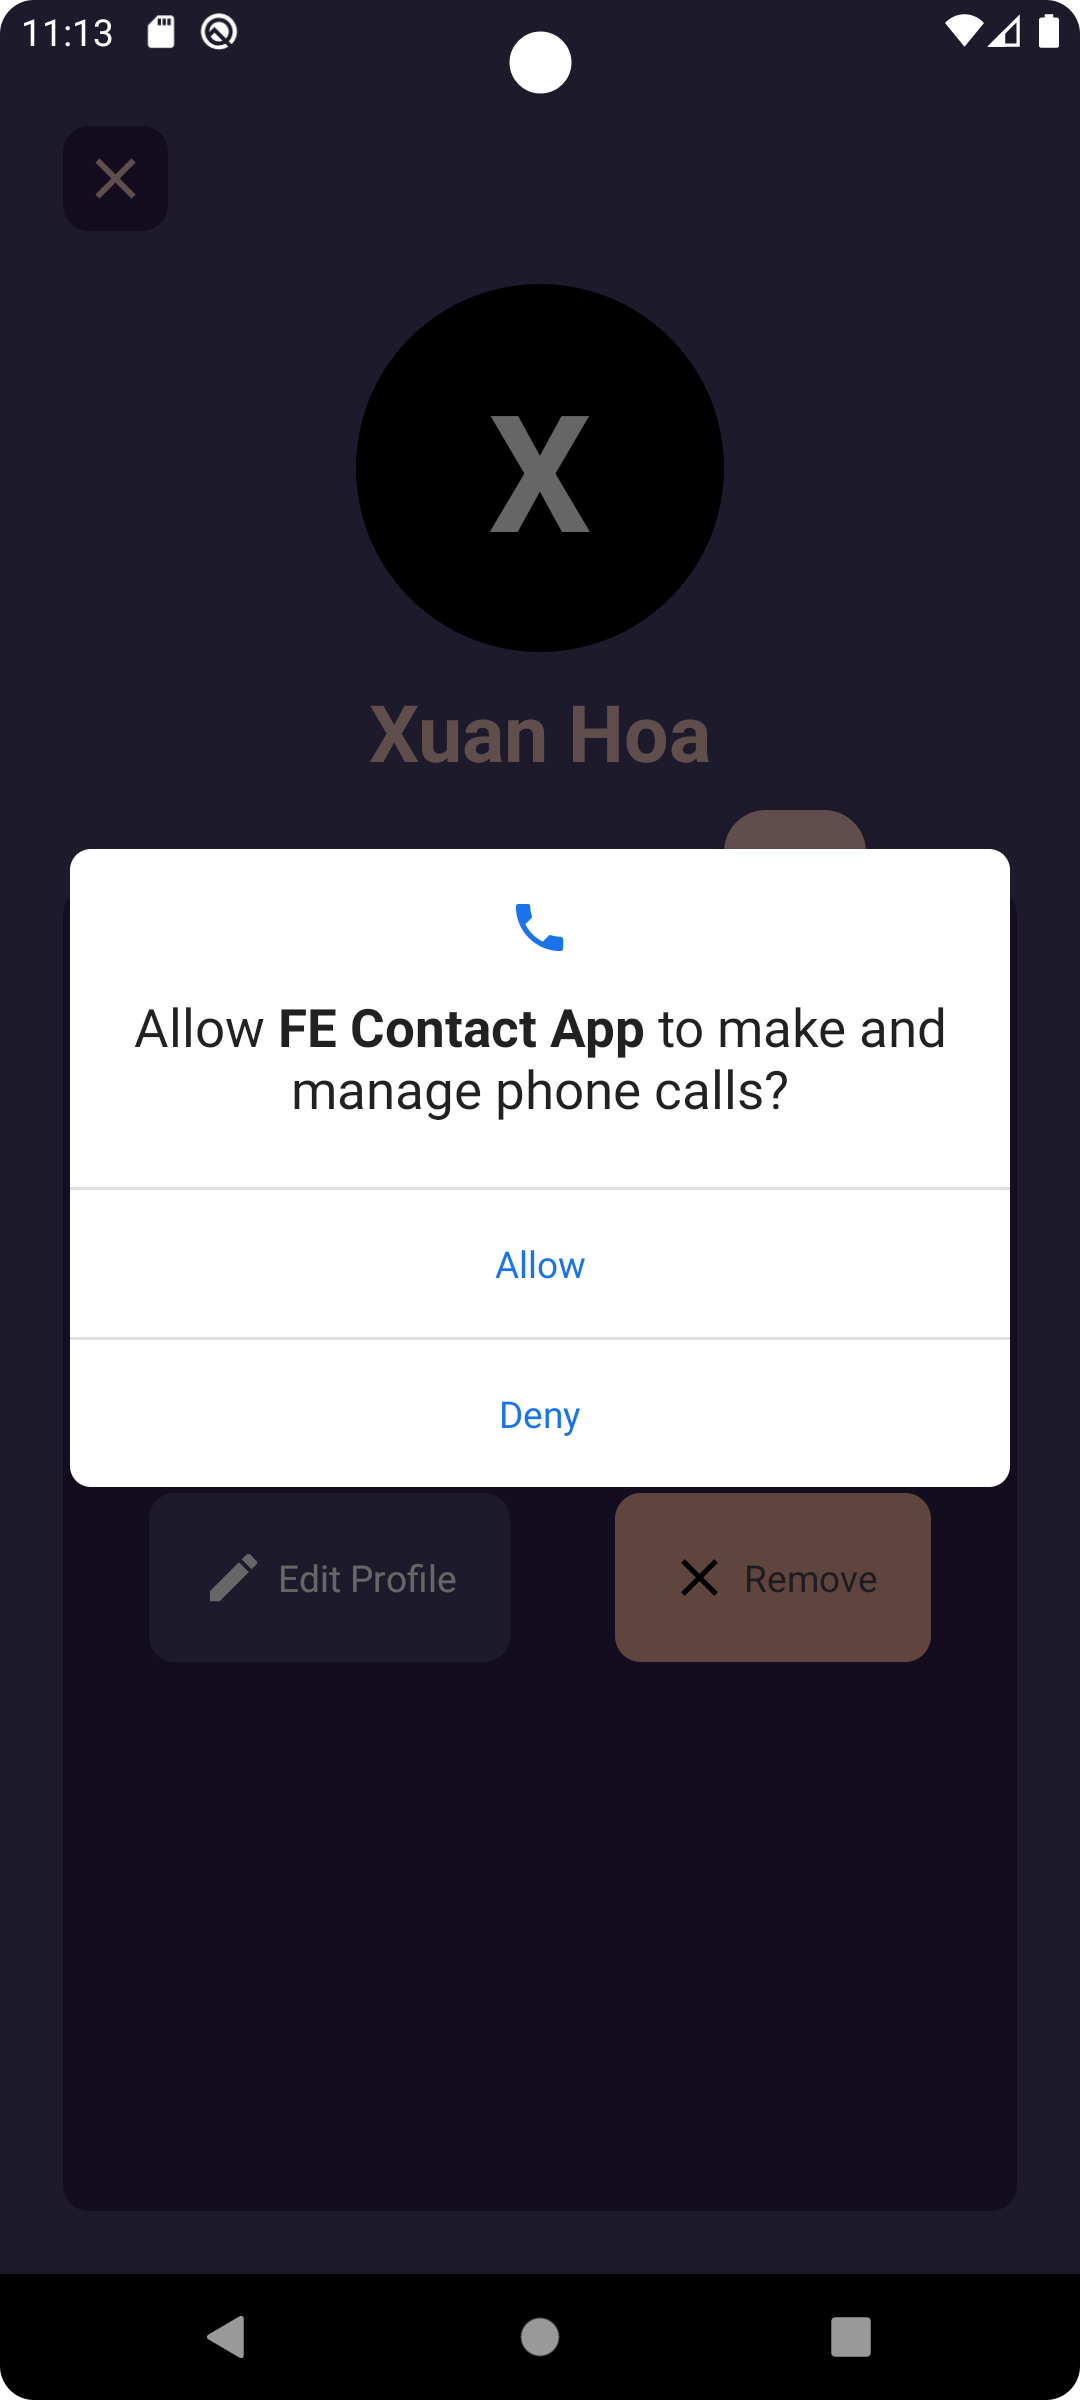 11:13
X
Xuan Hoa
Allow FE Contact App to make and
manage phone calls?
Allow
Deny
Edit Profile
Remove